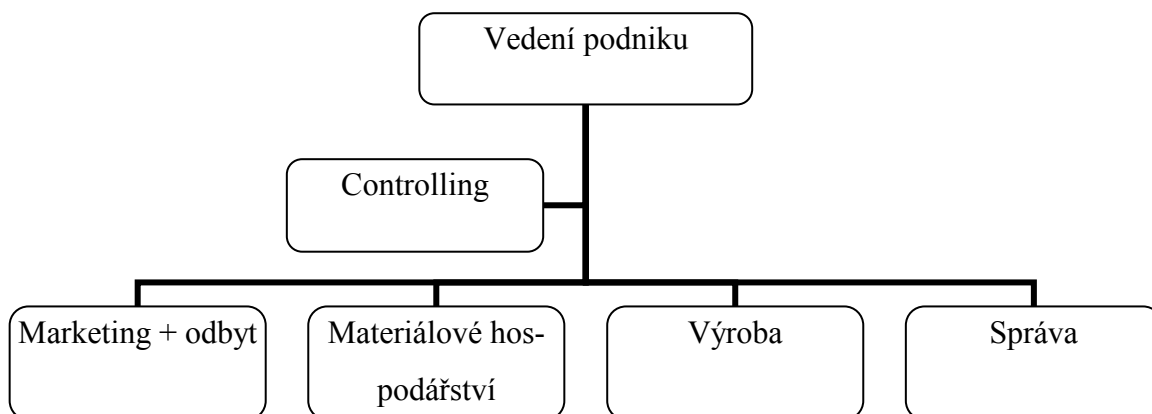 Vedení podniku
Controlling
Marketing + odbyt
Materiálové hos-
podářství
Výroba
Správa